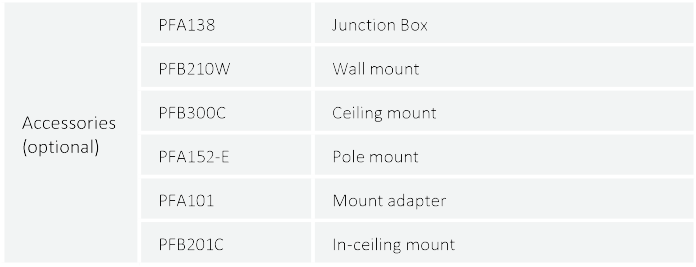 Accessories
(optional)
PFA138 Junction Box
PFB210W Wall mount
PFB300C Ceiling mount
PFA152-E Pole mount
PFA101 Mount adapter
PFB201C In-ceiling mount